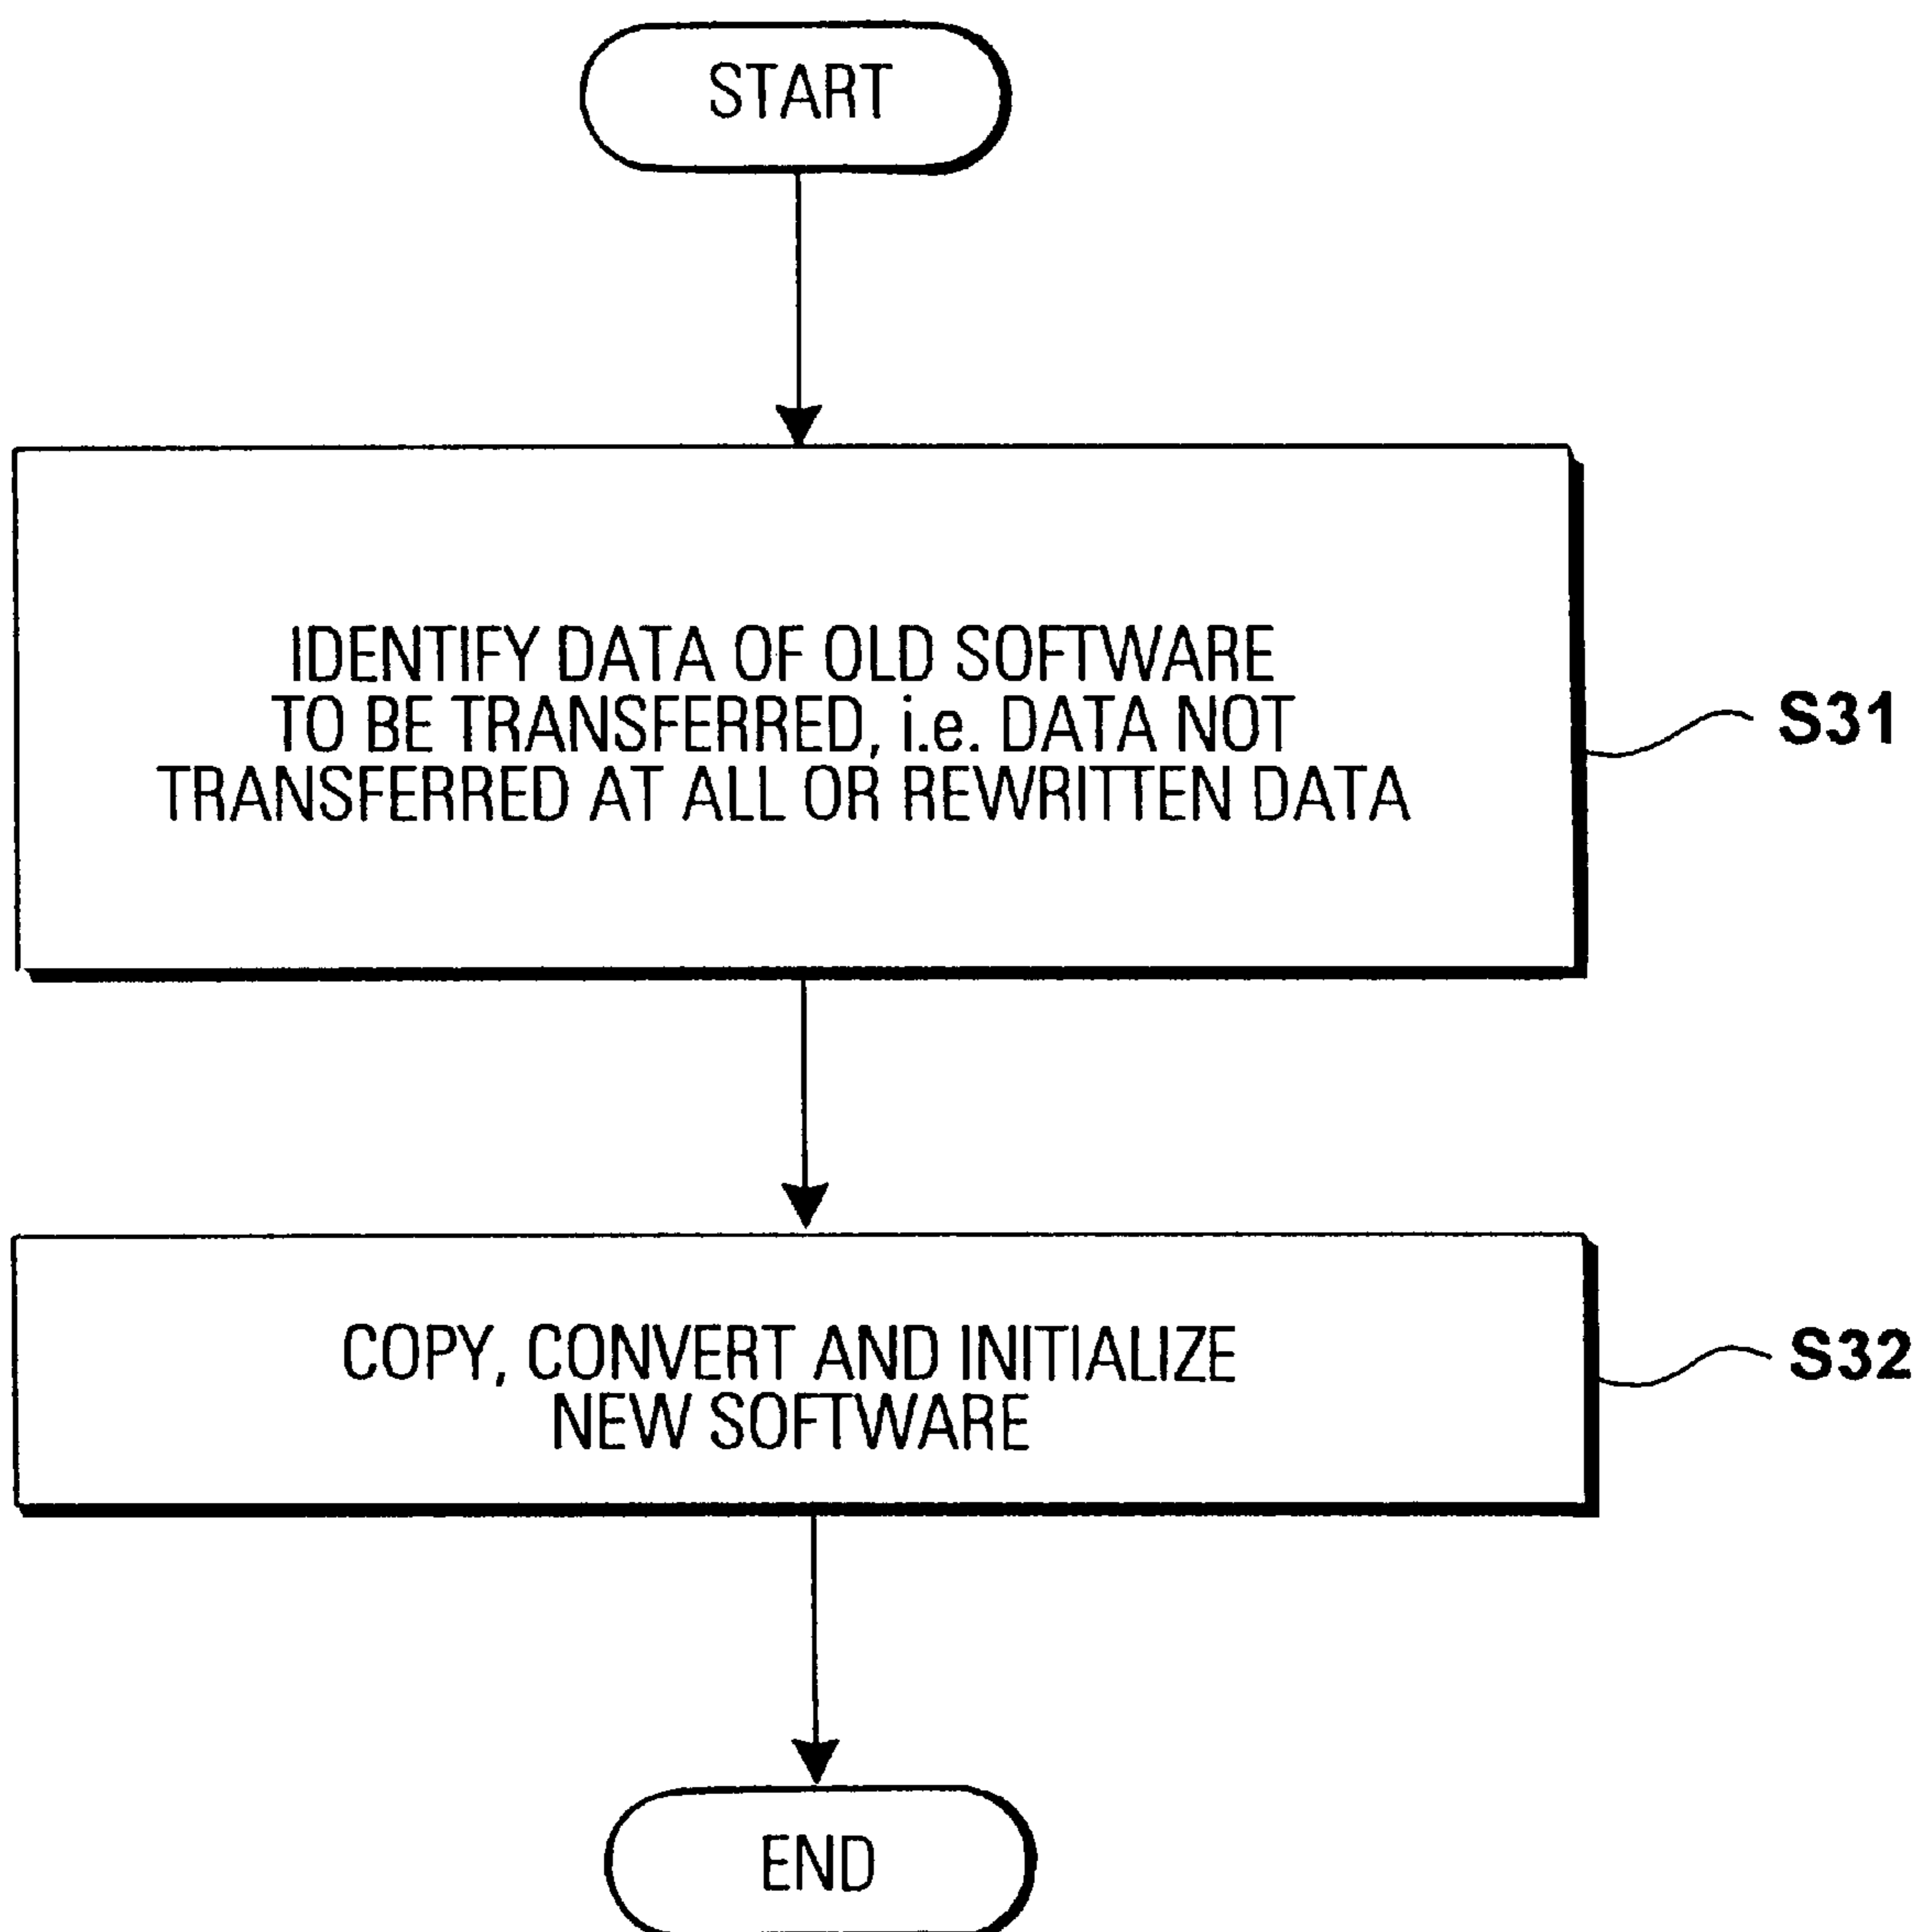 START
IDENTIFY DATA OF OLD SOFTWARE
TO BE TRANSFERRED, i.e. DATA NOT
TRANSFERRED AT ALL OR REWRITTEN DATA
S31
COPY, CONVERT AND INITIALIZE
NEW SOFTWARE
S32
END